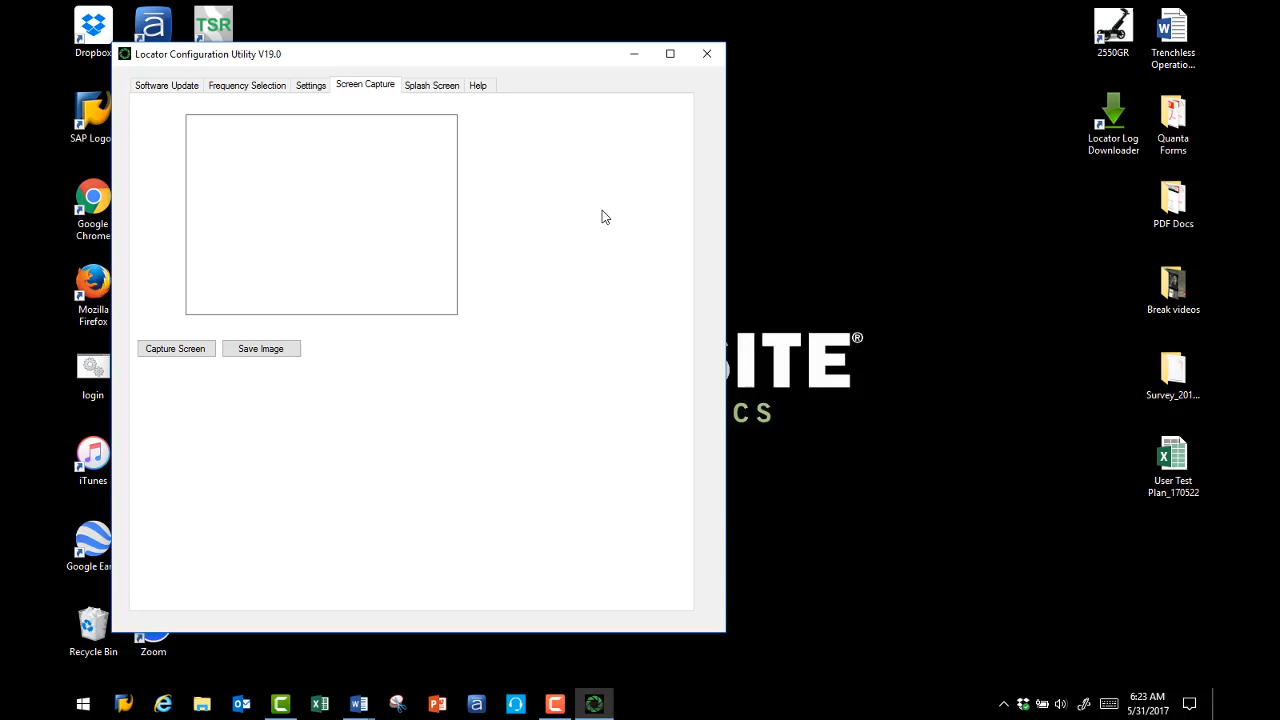 Dropbox
TSR
2550GR
Trenchless
Operatio...
Locator Configuration Utility V19.0
Software Update
Frequency Selection
Settings
Screen Capture
Splash Screen
Help
SAP Logo
Locator Log
Downloader
Quanta
Forms
Google
Chrome
PDF Docs
Mozilla
Firefox
Break videos
Capture Screen
Save Image
SITE®
CS
login
Survey_201...
iTunes
User Test
Plan_170522
Google Ear
Recycle Bin
Zoom
6:23 AM
5/31/2017